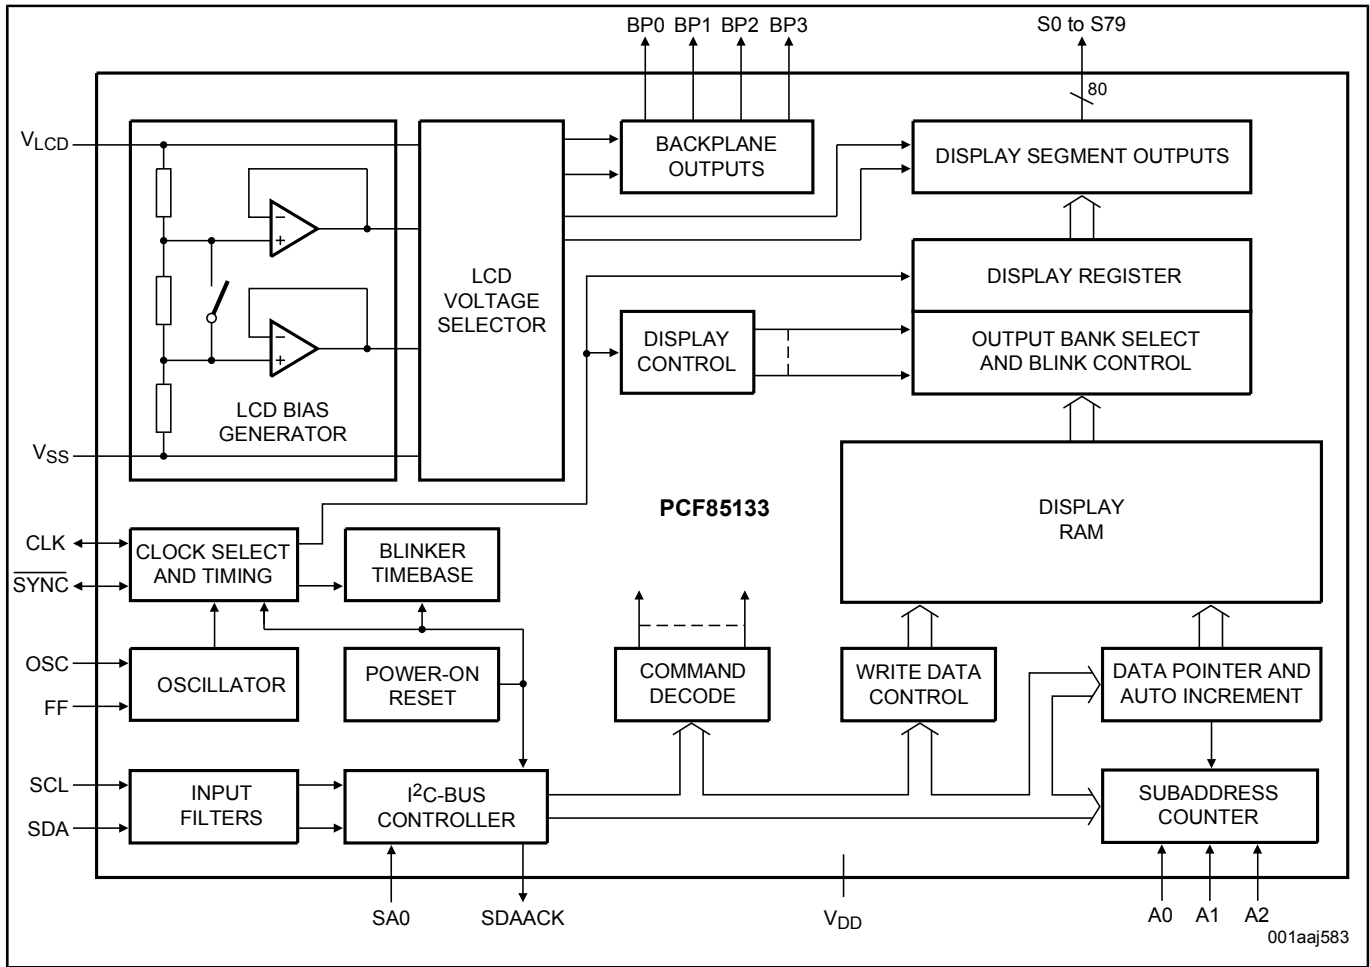 BP0 BP1 BP2 BP3
S0 to S79
80
VLCD
BACKPLANE
OUTPUTS
DISPLAY SEGMENT OUTPUTS
LCD
VOLTAGE
SELECTOR
DISPLAY REGISTER
DISPLAY
CONTROL
OUTPUT BANK SELECT
AND BLINK CONTROL
LCD BIAS
GENERATOR
VSS
PCF85133
DISPLAY
RAM
CLK
SYNC
CLOCK SELECT
AND TIMING
BLINKER
TIMEBASE
OSC
FF
OSCILLATOR
POWER-ON
RESET
COMMAND
DECODE
WRITE DATA
CONTROL
DATA POINTER AND
AUTO INCREMENT
SCL
SDA
INPUT
FILTERS
I2C-BUS
CONTROLLER
SUBADDRESS
COUNTER
SA0
SDAACK
VDD
A0 A1 A2
001aaj583
- 
+
- 
+